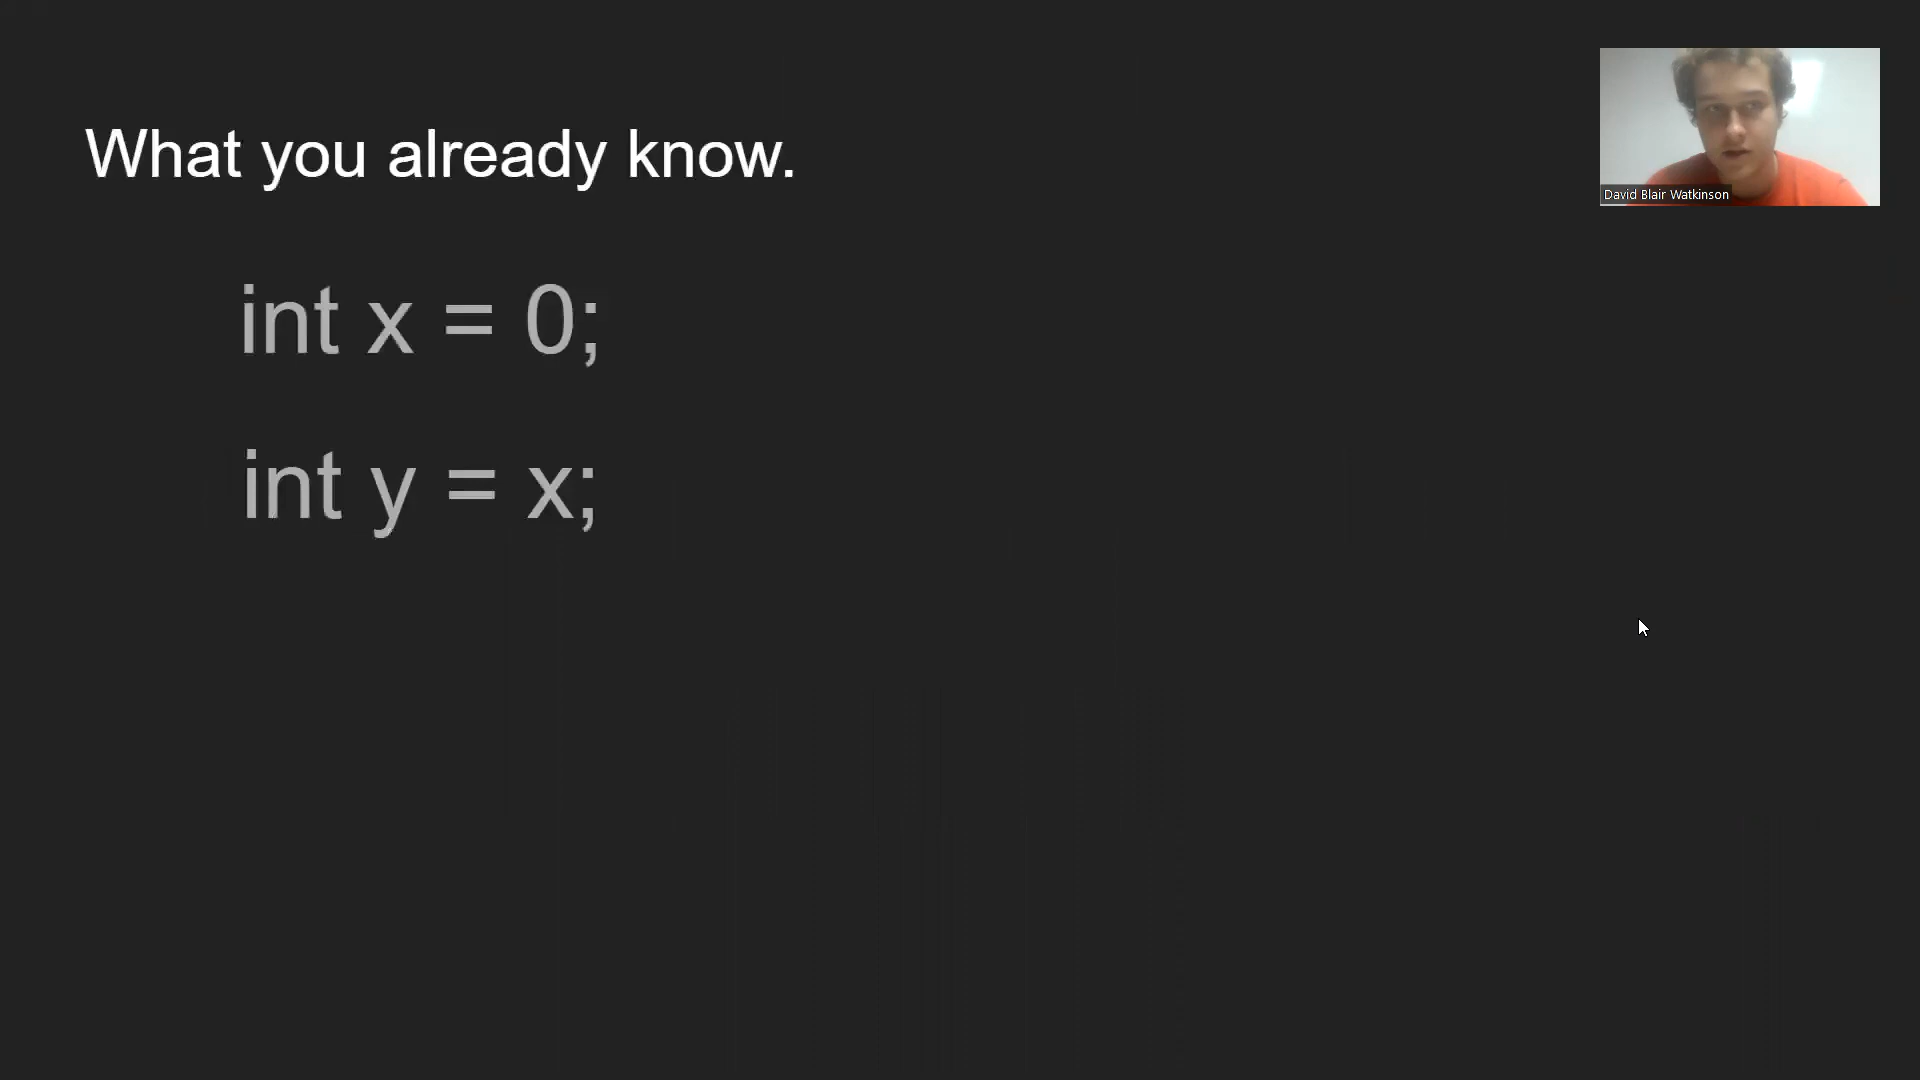 What you already know.
David Blair Watkinson
int x = 0;
int y = x;